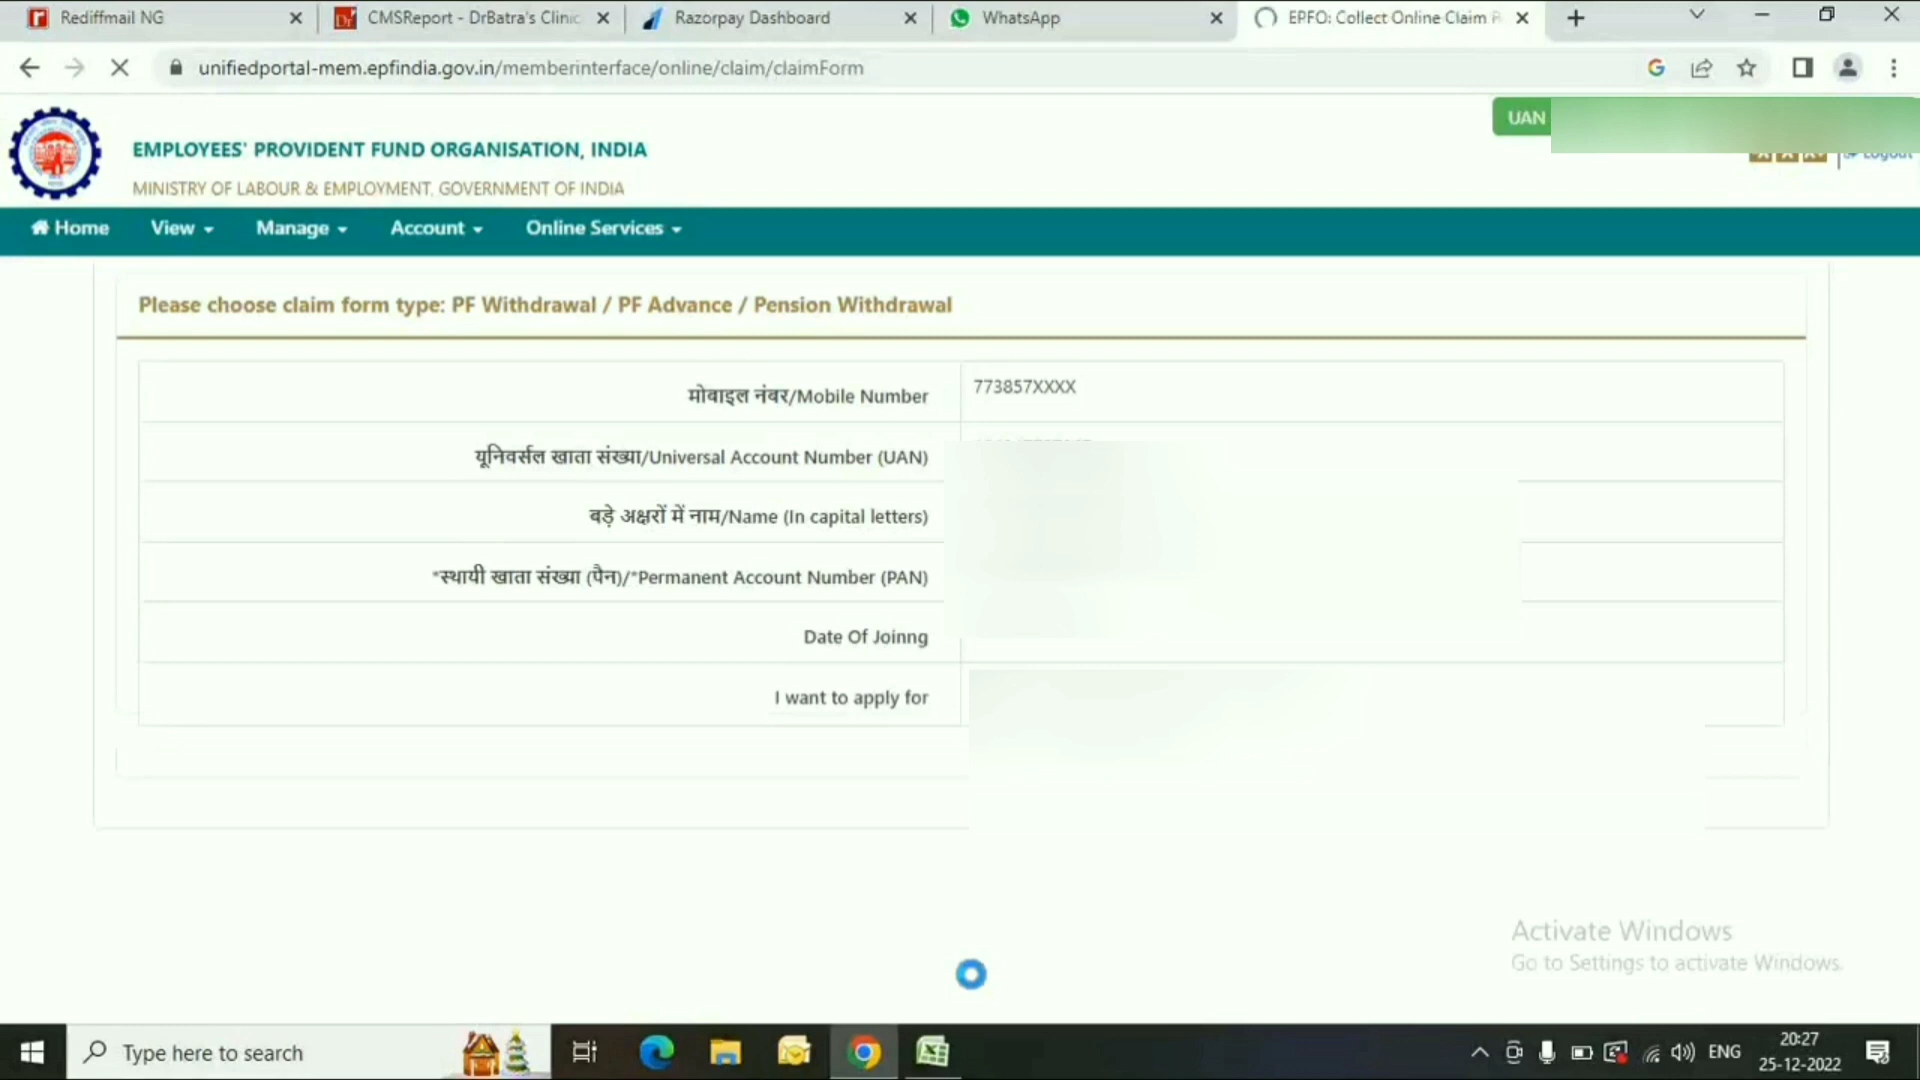 Rediffmail NG
CMSReport - DrBatra's Clinic
Razorpay Dashboard
WhatsApp
EPFO: Collect Online Claim
unifiedportal-mem.epfindia.gov.in/memberinterface/online/claim/claimForm
UAN
EMPLOYEES' PROVIDENT FUND ORGANISATION, INDIA
MINISTRY OF LABOUR & EMPLOYMENT, GOVERNMENT OF INDIA
Logout
Home
View
Manage
Account
Online Services
Please choose claim form type: PF Withdrawal / PF Advance / Pension Withdrawal
मोबाइल नंबर/Mobile Number
773857XXXX
यूनिवर्सल खाता संख्या/Universal Account Number (UAN)
बड़े अक्षरों में नाम/Name (In capital letters)
*स्थायी खाता संख्या (पैन)/*Permanent Account Number (PAN)
Date Of Joinng
I want to apply for
Activate Windows
Go to Settings to activate Windows.
Type here to search
ENG
20:27
25-12-2022